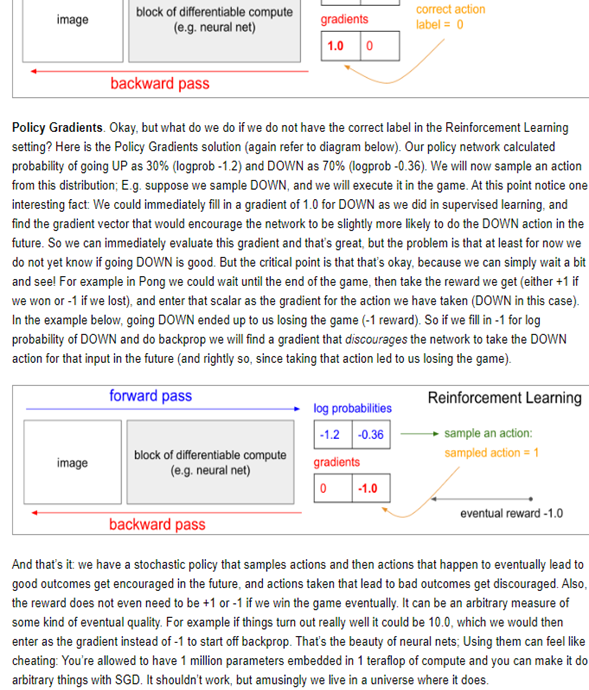 image
block of differentiable compute
(e.g. neural net)
gradients
1.0 0
correct action
label = 0
backward pass
Policy Gradients. Okay, but what do we do if we do not have the correct label in the Reinforcement Learning
setting? Here is the Policy Gradients solution (again refer to diagram below). Our policy network calculated
probability of going UP as 30% (logprob -1.2) and DOWN as 70% (logprob -0.36). We will now sample an action
from this distribution; E.g. suppose we sample DOWN, and we will execute it in the game. At this point notice one
interesting fact: We could immediately fill in a gradient of 1.0 for DOWN as we did in supervised learning, and
find the gradient vector that would encourage the network to be slightly more likely to do the DOWN action in the
future. So we can immediately evaluate this gradient and that's great, but the problem is that at least for now we
do not yet know if going DOWN is good. But the critical point is that that's okay, because we can simply wait a bit
and see! For example in Pong we could wait until the end of the game, then take the reward we get (either +1 if
we won or -1 if we lost), and enter that scalar as the gradient for the action we have taken (DOWN in this case).
In the example below, going DOWN ended up to us losing the game (-1 reward). So if we fill in -1 for log
probability of DOWN and do backprop we will find a gradient that discourages the network to take the DOWN
action for that input in the future (and rightly so, since taking that action led to us losing the game).
forward pass
Reinforcement Learning
log probabilities
-1.2 -0.36
sample an action:
sampled action = 1
image
block of differentiable compute
(e.g. neural net)
gradients
0 -1.0
eventual reward -1.0
backward pass
And that's it: we have a stochastic policy that samples actions and then actions that happen to eventually lead to
good outcomes get encouraged in the future, and actions taken that lead to bad outcomes get discouraged. Also,
the reward does not even need to be +1 or -1 if we win the game eventually. It can be an arbitrary measure of
some kind of eventual quality. For example if things turn out really well it could be 10.0, which we would then
enter as the gradient instead of -1 to start off backprop. That's the beauty of neural nets; Using them can feel like
cheating: You're allowed to have 1 million parameters embedded in 1 teraflop of compute and you can make it do
arbitrary things with SGD. It shouldn't work, but amusingly we live in a universe where it does.